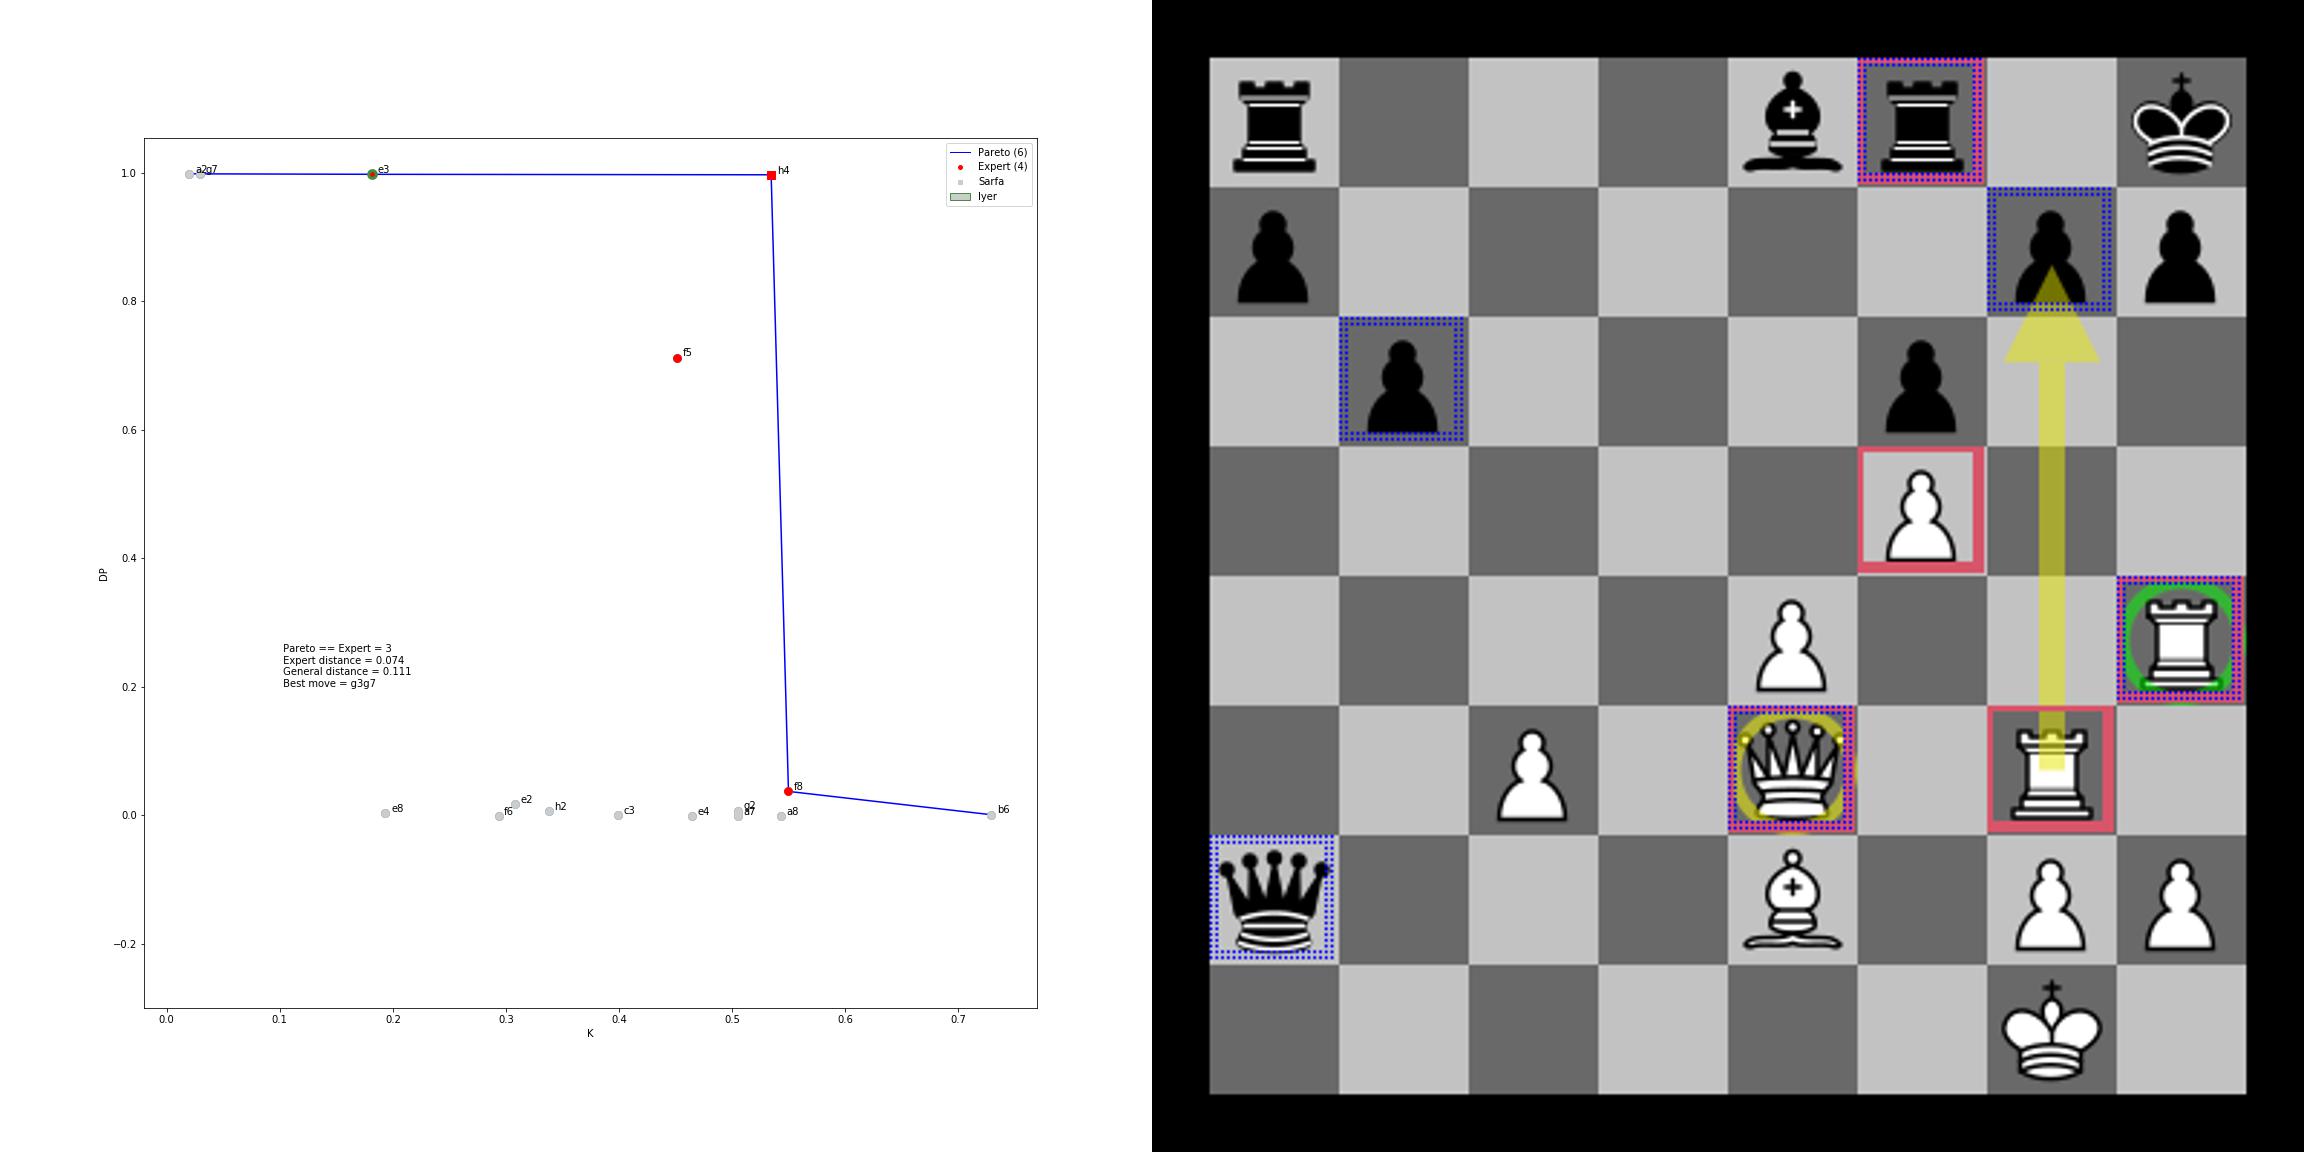 Pareto (6)
Expert (4)
Sarfa
Iyer
1.0
0.8
0.6
0.4
0.2
0.0
−0.2
DP
a2g7
e3
h4
f5
Pareto == Expert = 3
Expert distance = 0.074
General distance = 0.111
Best move = g3g7
f8
e8
f6
e2
h2
c3
e4
g2
a7
a8
b6
0.0 0.1 0.2 0.3 0.4 0.5 0.6 0.7
K